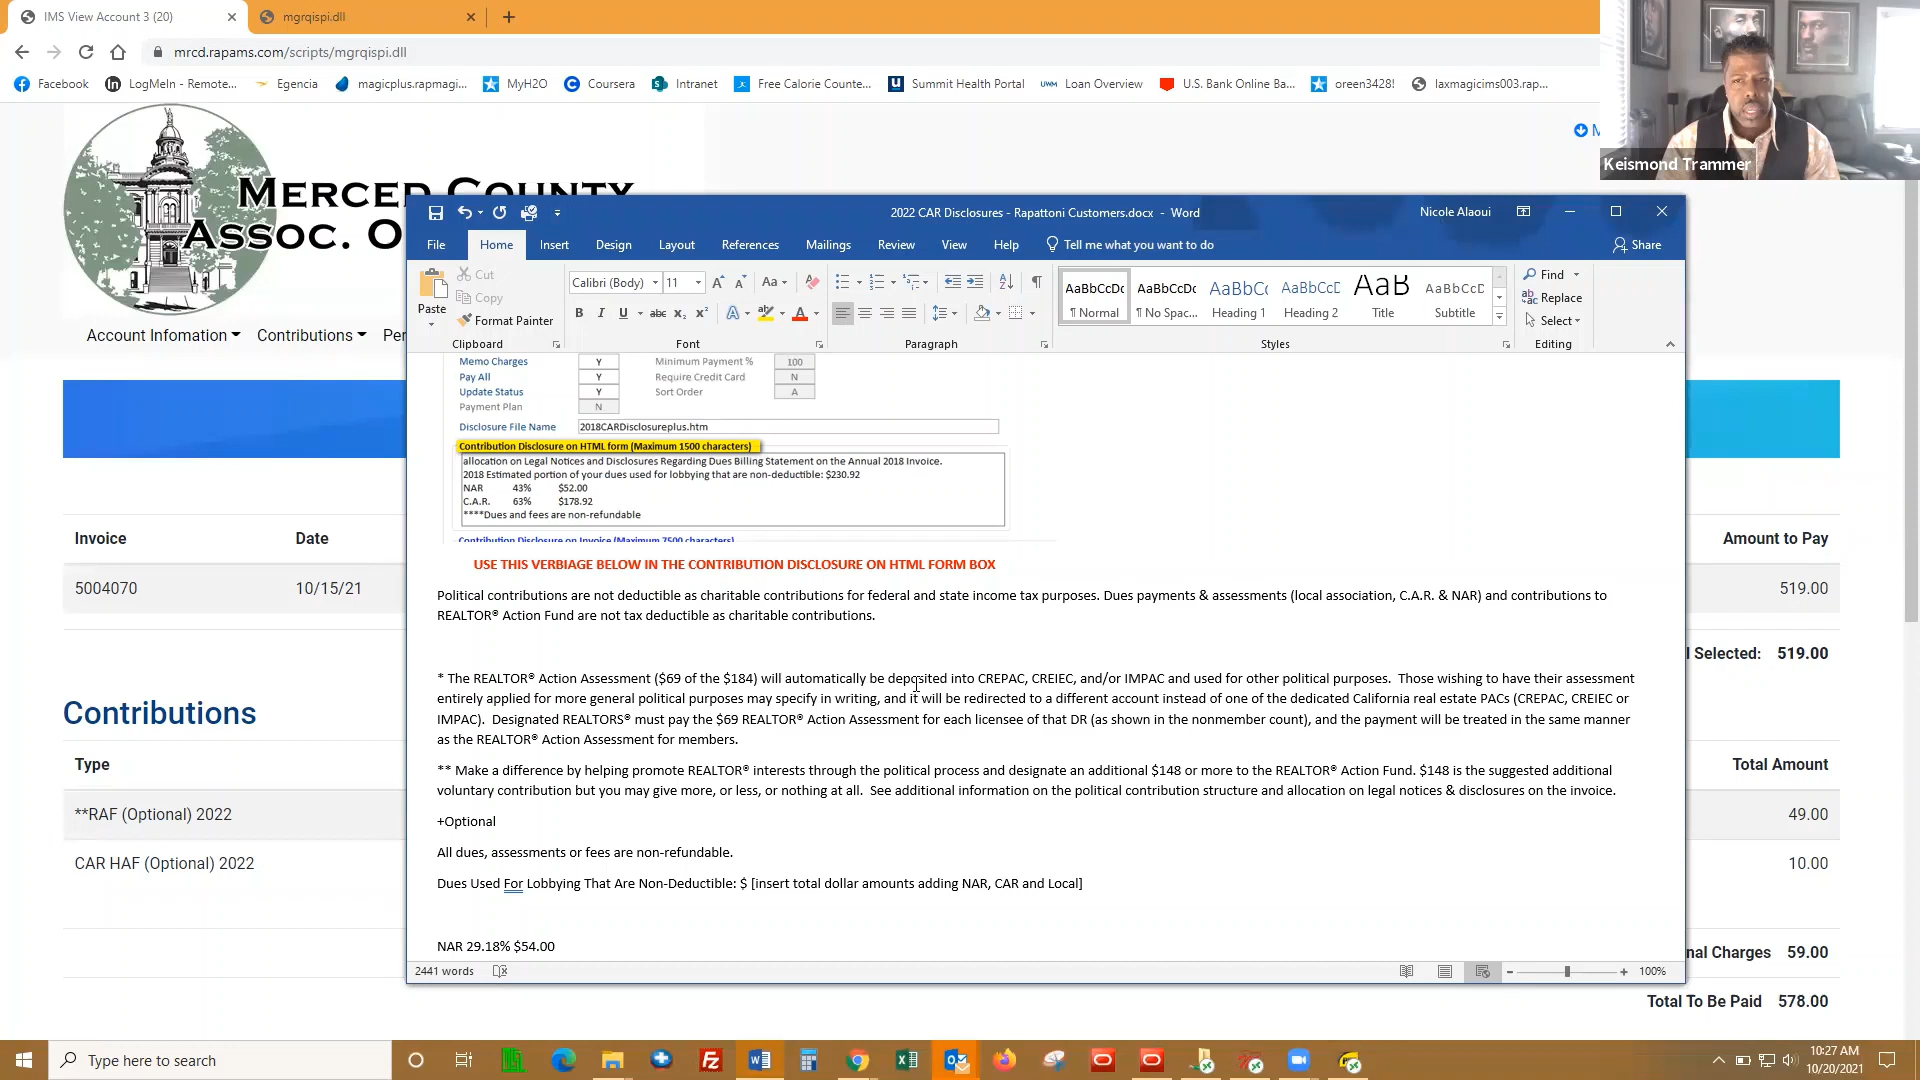 IMS View Account 3 (20)
mgrqispi.dll
mrcd.rapams.com/scripts/mgrqispi.dll
Facebook
LogMeIn - Remote...
Egencia
magicplus.rapmagi...
MyH2O
Coursera
Intranet
Free Calorie Counte...
Summit Health Portal
Loan Overview
U.S. Bank Online Ba...
oreen3428!
laxmagicims003.rap...
Keismond Trammer
MERCED COUNTY
ASSOC. O
Account Infomation
Contributions
Per
2022 CAR Disclosures - Rapattoni Customers.docx - Word
Nicole Alaoui
File
Home
Insert
Design
Layout
References
Mailings
Review
View
Help
Tell me what you want to do
Share
Paste
Cut
Copy
Format Painter
Calibri (Body)
11
AaBbCcDc
¶ Normal
AaBbCcDc
¶ No Spac...
AaBbCc
Heading 1
AaBbCcD
Heading 2
AaB
Title
AaBbCcD
Subtitle
Find
Replace
Select
Clipboard
Font
Paragraph
Styles
Editing
Memo Charges Y Minimum Payment % 100
Pay All Y Require Credit Card N
Update Status Y Sort Order A
Payment Plan N
Disclosure File Name 2018CARDisclosureplus.htm
Contribution Disclosure on HTML form (Maximum 1500 characters)
allocation on Legal Notices and Disclosures Regarding Dues Billing Statement on the Annual 2018 Invoice.
2018 Estimated portion of your dues used for lobbying that are non-deductible: $230.92
NAR 43% $52.00
C.A.R. 63% $178.92
****Dues and fees are non-refundable
Contribution Disclosure on Invoice (Maximum 7500 characters)
USE THIS VERBIAGE BELOW IN THE CONTRIBUTION DISCLOSURE ON HTML FORM BOX
Political contributions are not deductible as charitable contributions for federal and state income tax purposes. Dues payments & assessments (local association, C.A.R. & NAR) and contributions to
REALTOR® Action Fund are not tax deductible as charitable contributions.
* The REALTOR® Action Assessment ($69 of the $184) will automatically be deposited into CREPAC, CREIEC, and/or IMPAC and used for other political purposes. Those wishing to have their assessment
entirely applied for more general political purposes may specify in writing, and it will be redirected to a different account instead of one of the dedicated California real estate PACs (CREPAC, CREIEC or
IMPAC). Designated REALTORS® must pay the $69 REALTOR® Action Assessment for each licensee of that DR (as shown in the nonmember count), and the payment will be treated in the same manner
as the REALTOR® Action Assessment for members.
** Make a difference by helping promote REALTOR® interests through the political process and designate an additional $148 or more to the REALTOR® Action Fund. $148 is the suggested additional
voluntary contribution but you may give more, or less, or nothing at all. See additional information on the political contribution structure and allocation on legal notices & disclosures on the invoice.
+Optional
All dues, assessments or fees are non-refundable.
Dues Used For Lobbying That Are Non-Deductible: $ [insert total dollar amounts adding NAR, CAR and Local]
NAR 29.18% $54.00
2441 words
100%
Invoice
Date
Amount to Pay
5004070
10/15/21
519.00
l Selected: 519.00
Contributions
Type
Total Amount
**RAF (Optional) 2022
49.00
CAR HAF (Optional) 2022
10.00
nal Charges 59.00
Total To Be Paid 578.00
Type here to search
10:27 AM
10/20/2021